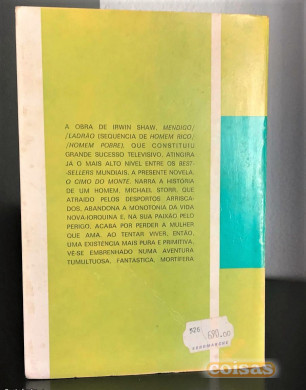 A OBRA DE IRWIN SHAW, MENDIGO/
/LADRÃO (SEQUÊNCIA DE HOMEM RICO/
/HOMEM POBRE), QUE CONSTITUIU
GRANDE SUCESSO TELEVISIVO, ATINGIRA
JÁ O MAIS ALTO NÍVEL ENTRE OS BEST-
-SELLERS MUNDIAIS. A PRESENTE NOVELA,
O CIMO DO MONTE, NARRA A HISTÓRIA
DE UM HOMEM, MICHAEL STORR, QUE
ATRAÍDO PELOS DESPORTOS ARRISCA-
DOS, ABANDONA A MONOTONIA DA VIDA
NOVA-IORQUINA E, NA SUA PAIXÃO PELO
PERIGO, ACABA POR PERDER A MULHER
QUE AMA. AO TENTAR VIVER, ENTÃO,
UMA EXISTÊNCIA MAIS PURA E PRIMITIVA,
VÊ-SE EMBRENHADO NUMA AVENTURA
TUMULTUOSA, FANTÁSTICA, MORTÍFERA
926
680.00
EUROMARCHE
coisas